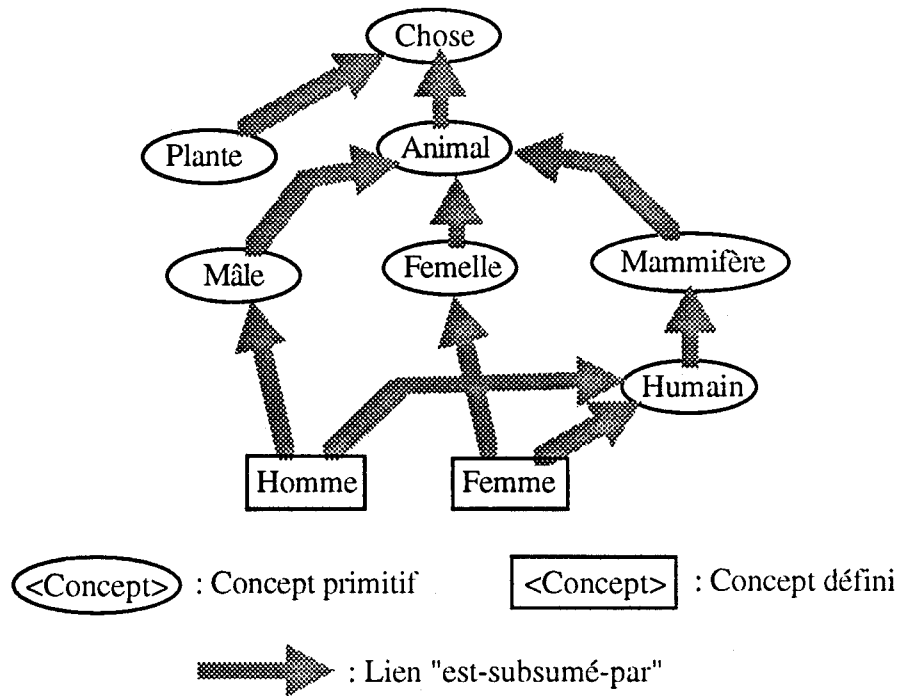 Chose
Plante
Animal
Mâle
Femelle
Mammifère
Humain
Homme
Femme
<Concept> : Concept primitif
<Concept> : Concept défini
: Lien "est-subsumé-par"